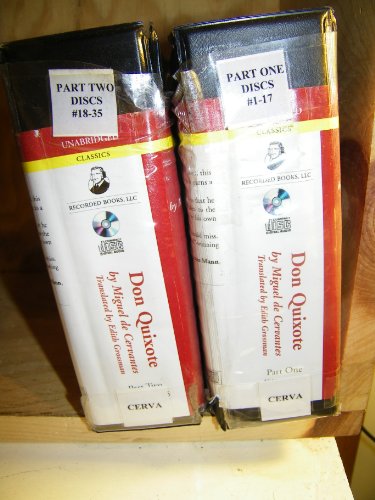 PART TWO
DISCS
#18-35
UNABRIDGED
CLASSICS
RECORDED BOOKS, LLC
Don Quixote
by Miguel de Cervantes
Translated by Edith Grossman
Part Two
CERVA
PART ONE
DISCS
#1-17
CLASSICS
RECORDED BOOKS, LLC
Don Quixote
by Miguel de Cervantes
Translated by Edith Grossman
Part One
CERVA